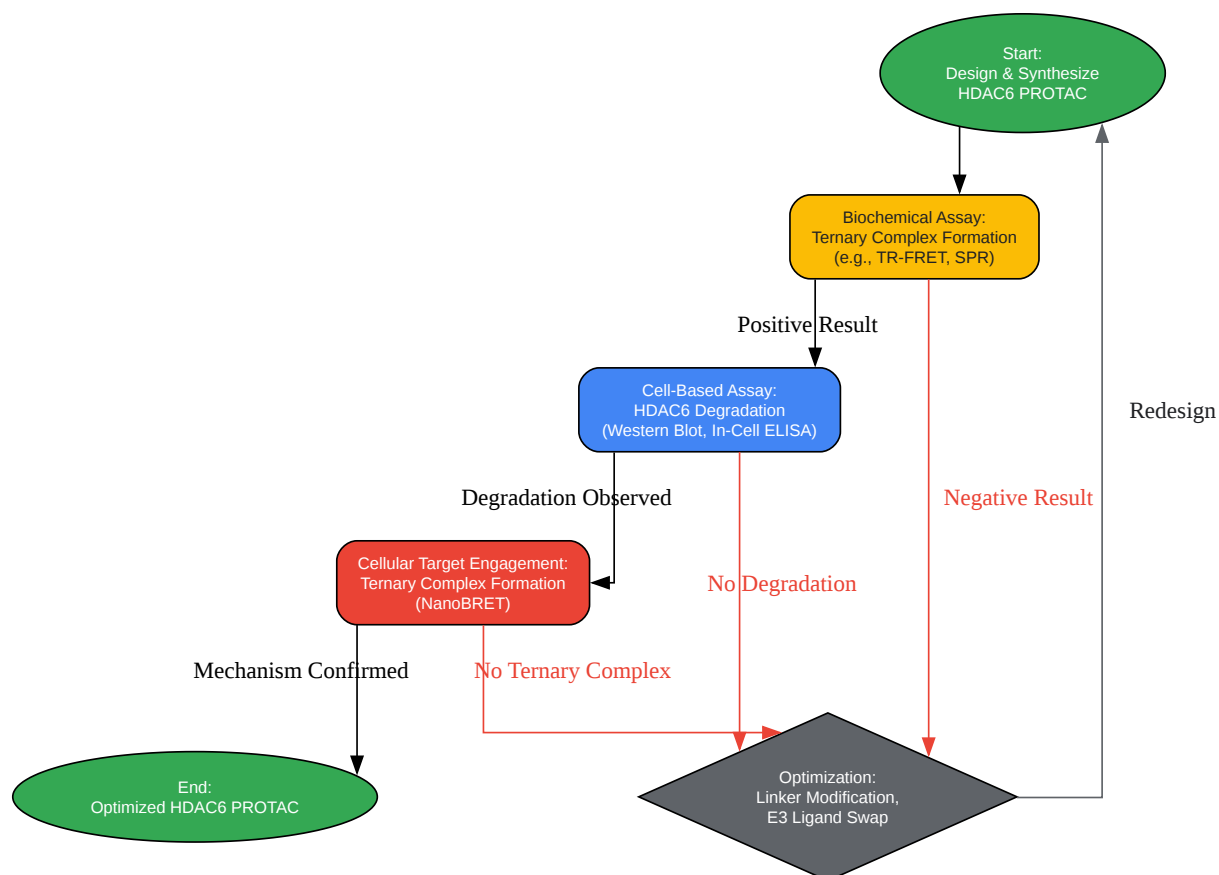 Start:
Design & Synthesize
HDAC6 PROTAC
Biochemical Assay:
Ternary Complex Formation
(e.g., TR-FRET, SPR)
Positive Result
Cell-Based Assay:
HDAC6 Degradation
(Western Blot, In-Cell ELISA)
Redesign
Degradation Observed
Negative Result
Cellular Target Engagement:
Ternary Complex Formation
(NanoBRET)
No Degradation
Mechanism Confirmed
No Ternary Complex
End:
Optimized HDAC6 PROTAC
Optimization:
Linker Modification,
E3 Ligand Swap